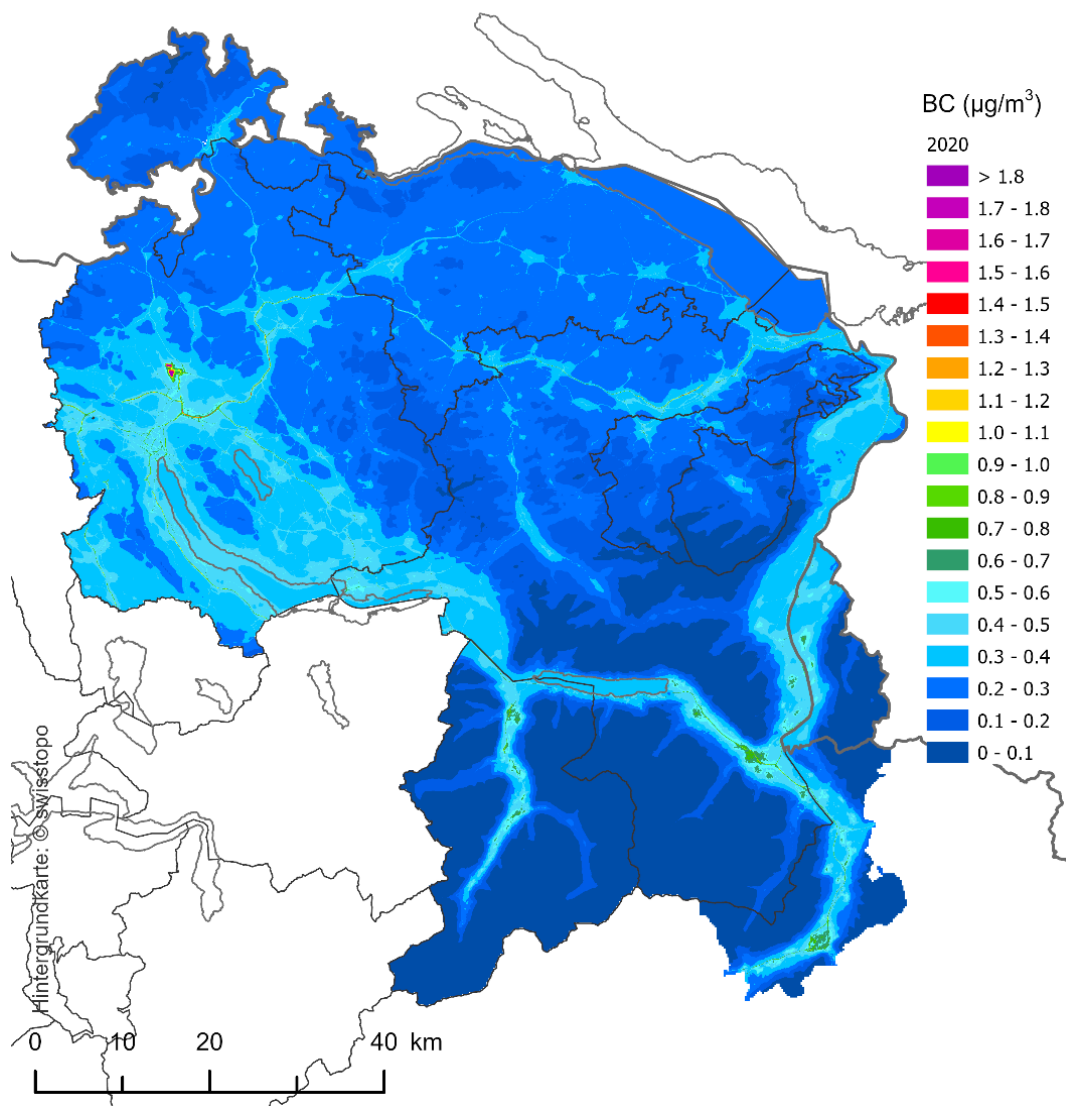 BC (µg/m³)
2020
> 1.8
1.7 - 1.8
1.6 - 1.7
1.5 - 1.6
1.4 - 1.5
1.3 - 1.4
1.2 - 1.3
1.1 - 1.2
1.0 - 1.1
0.9 - 1.0
0.8 - 0.9
0.7 - 0.8
0.6 - 0.7
0.5 - 0.6
0.4 - 0.5
0.3 - 0.4
0.2 - 0.3
0.1 - 0.2
0 - 0.1
Hintergrundkarte: © swisstopo
0 10 20 40 km